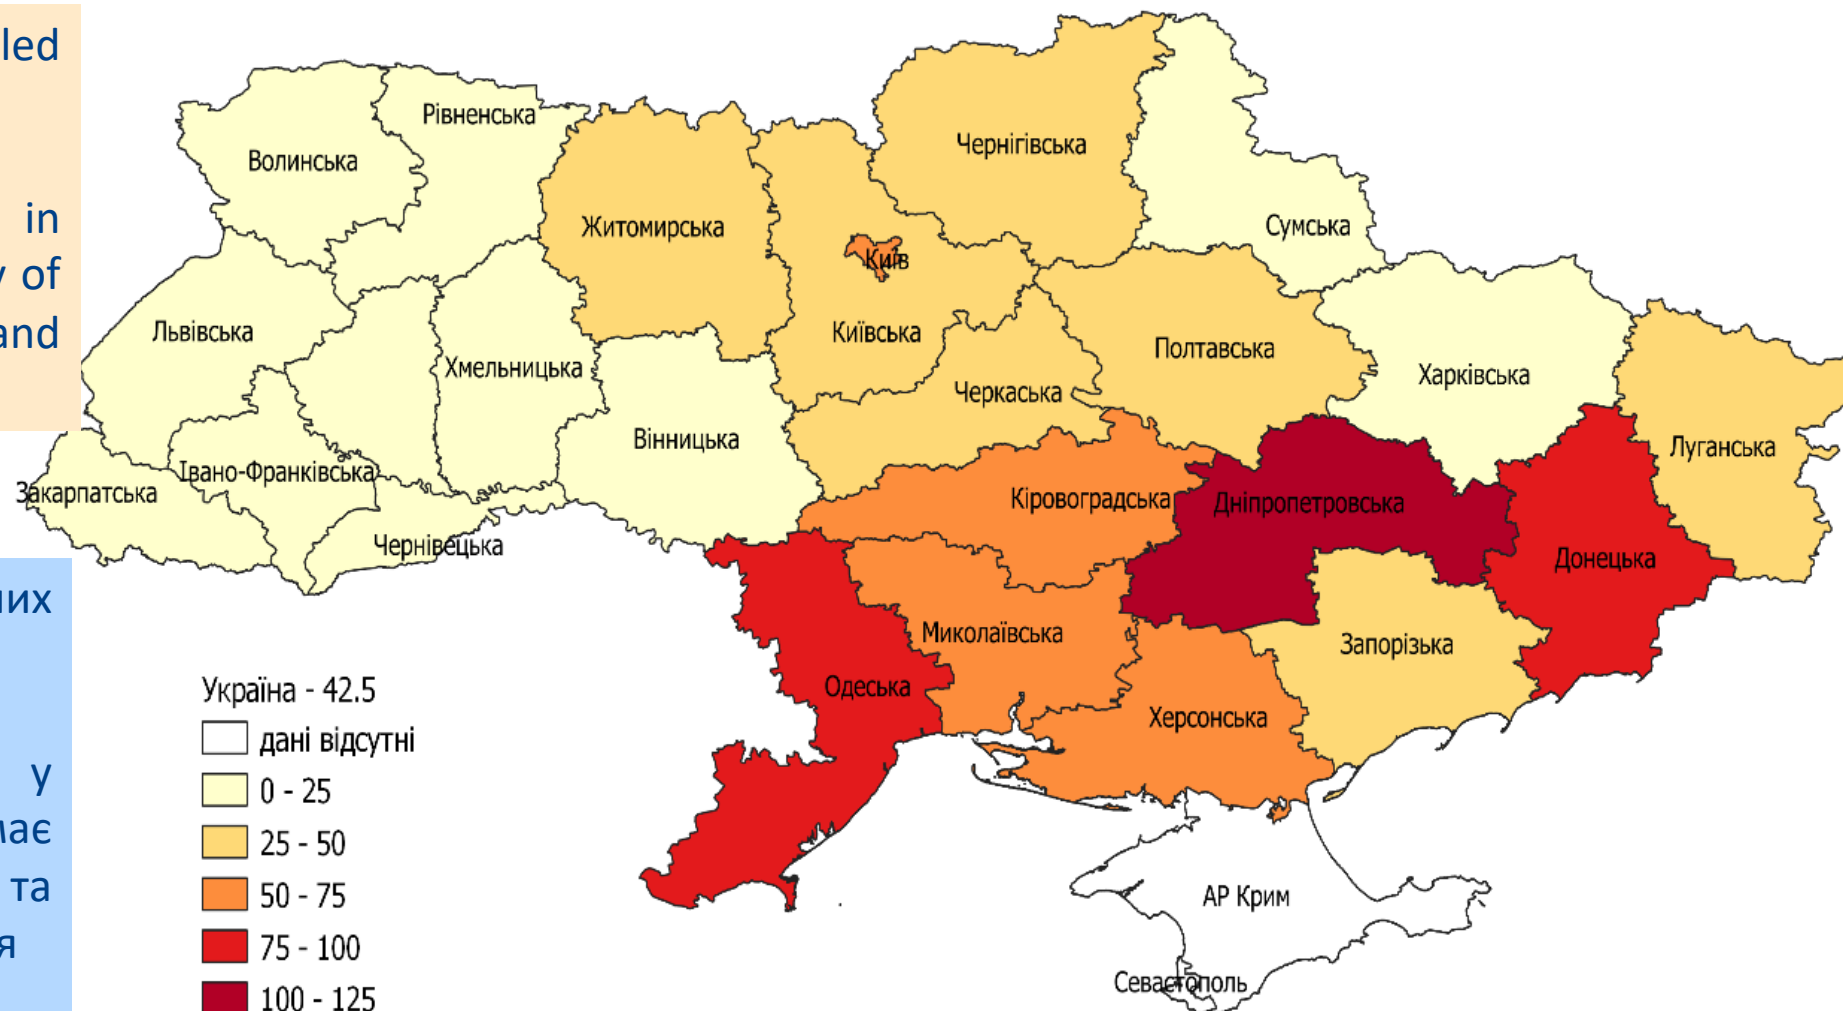 led
in
y of
and
них
у
має
та
я
Волинська
Рівненська
Житомирська
Чернігівська
Сумська
Київ
Київська
Львівська
Хмельницька
Вінницька
Черкаська
Полтавська
Харківська
Луганська
Закарпатська
Івано-Франківська
Чернівецька
Кіровоградська
Дніпропетровська
Донецька
Миколаївська
Одеська
Херсонська
Запорізька
АР Крим
Севастополь
Україна - 42.5
дані відсутні
0 - 25
25 - 50
50 - 75
75 - 100
100 - 125